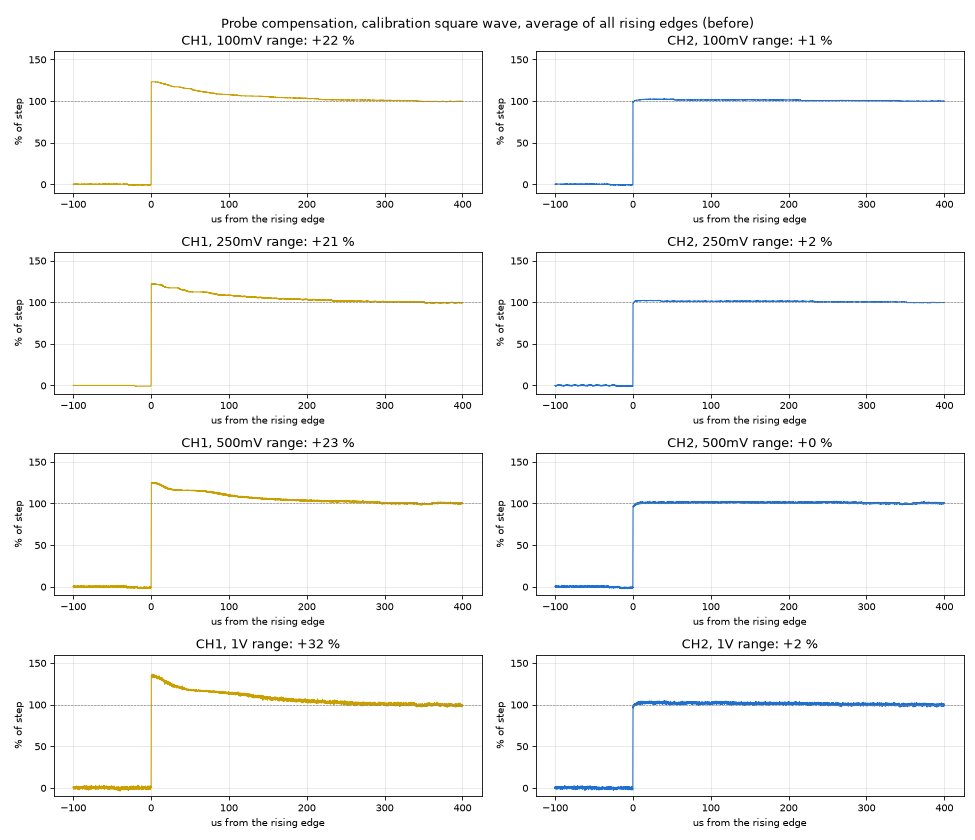 Probe compensation, calibration square wave, average of all rising edges (before)
CH1, 100mV range: +22 %
CH2, 100mV range: +1 %
% of step
150
100
50
0
−100 0 100 200 300 400
us from the rising edge
% of step
150
100
50
0
−100 0 100 200 300 400
us from the rising edge
CH1, 250mV range: +21 %
CH2, 250mV range: +2 %
% of step
150
100
50
0
−100 0 100 200 300 400
us from the rising edge
% of step
150
100
50
0
−100 0 100 200 300 400
us from the rising edge
CH1, 500mV range: +23 %
CH2, 500mV range: +0 %
% of step
150
100
50
0
−100 0 100 200 300 400
us from the rising edge
% of step
150
100
50
0
−100 0 100 200 300 400
us from the rising edge
CH1, 1V range: +32 %
CH2, 1V range: +2 %
% of step
150
100
50
0
−100 0 100 200 300 400
us from the rising edge
% of step
150
100
50
0
−100 0 100 200 300 400
us from the rising edge